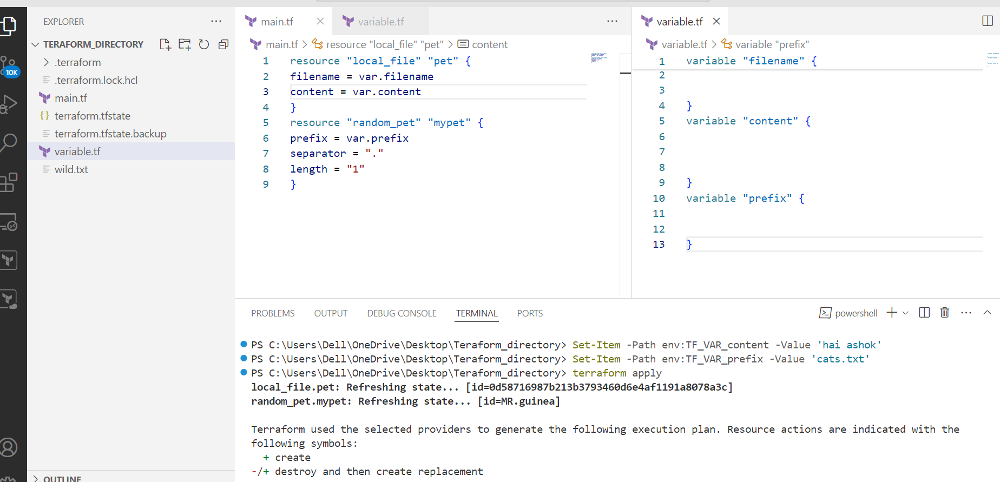 EXPLORER
TERAFORM_DIRECTORY
.terraform
.terraform.lock.hcl
main.tf
terraform.tfstate
terraform.tfstate.backup
variable.tf
wild.txt
OUTLINE
10K
main.tf
variable.tf
main.tf > resource "local_file" "pet" > content
1 resource "local_file" "pet" {
2 filename = var.filename
3 content = var.content
4 }
5 resource "random_pet" "mypet" {
6 prefix = var.prefix
7 separator = "."
8 length = "1"
9 }
variable.tf
variable.tf > variable "prefix"
1 variable "filename" {
2
3
4 }
5 variable "content" {
6
7
8
9 }
10 variable "prefix" {
11
12
13 }
PROBLEMS OUTPUT DEBUG CONSOLE TERMINAL PORTS
powershell
PS C:\Users\Dell\OneDrive\Desktop\Teraform_directory> Set-Item -Path env:TF_VAR_content -Value 'hai ashok'
PS C:\Users\Dell\OneDrive\Desktop\Teraform_directory> Set-Item -Path env:TF_VAR_prefix -Value 'cats.txt'
PS C:\Users\Dell\OneDrive\Desktop\Teraform_directory> terraform apply
local_file.pet: Refreshing state... [id=0d58716987b213b3793460d6e4af1191a8078a3c]
random_pet.mypet: Refreshing state... [id=MR.guinea]
Terraform used the selected providers to generate the following execution plan. Resource actions are indicated with the
following symbols:
+ create
-/+ destroy and then create replacement